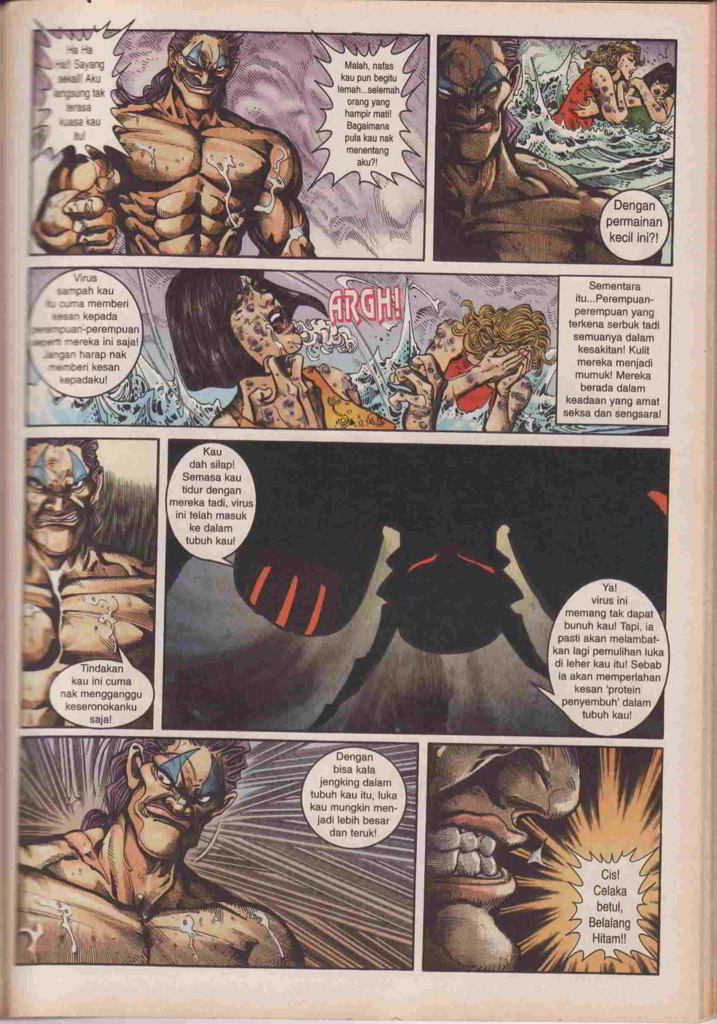 Ha Ha
Ha! Sayang
sekali! Aku
langsung tak
terasa
kuasa kau
itu!
Malah, nafas
kau pun begitu
lemah...selemah
orang yang
hampir mati!
Bagaimana
pula kau nak
menentang
aku?!
Dengan
permainan
kecil ini?!
Virus
sampah kau
itu cuma memberi
kesan kepada
perempuan-perempuan
seperti mereka ini saja!
Jangan harap nak
memberi kesan
kepadaku!
ARGH!
Sementara
itu...Perempuan-
perempuan yang
terkena serbuk tadi
semuanya dalam
kesakitan! Kulit
mereka menjadi
mumuk! Mereka
berada dalam
keadaan yang amat
seksa dan sengsara!
Tindakan
kau ini cuma
nak mengganggu
keseronokanku
saja!
Kau
dah silap!
Semasa kau
tidur dengan
mereka tadi, virus
ini telah masuk
ke dalam
tubuh kau!
Ya!
virus ini
memang tak dapat
bunuh kau! Tapi, ia
pasti akan melambat-
kan lagi pemulihan luka
di leher kau itu! Sebab
ia akan memperlahan
kesan 'protein
penyembuh' dalam
tubuh kau!
Dengan
bisa kala
jengking dalam
tubuh kau itu, luka
kau mungkin men-
jadi lebih besar
dan teruk!
Cis!
Celaka
betul,
Belalang
Hitam!!